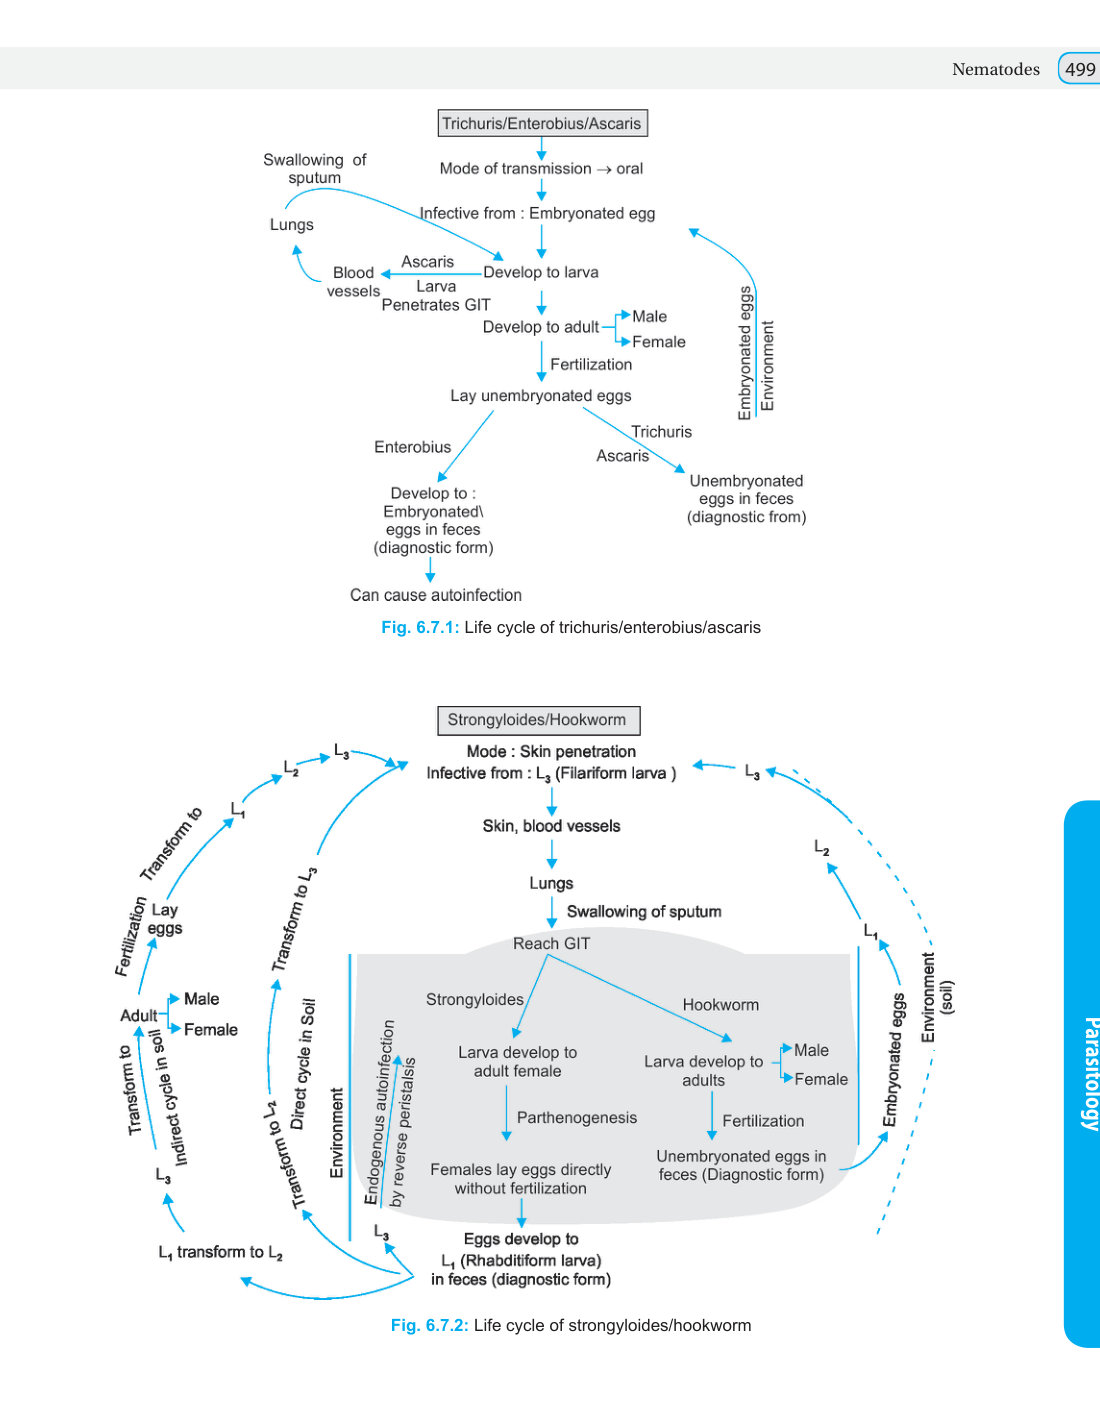 Nematodes 499
Trichuris/Enterobius/Ascaris
Mode of transmission → oral
Swallowing of
sputum
Infective from : Embryonated egg
Lungs
Ascaris
Develop to larva
Blood
vessels
Larva
Penetrates GIT
Develop to adult
Male
Female
Fertilization
Embryonated eggs
Environment
Lay unembryonated eggs
Enterobius
Trichuris
Ascaris
Develop to :
Embryonated\
eggs in feces
(diagnostic form)
Unembryonated
eggs in feces
(diagnostic from)
Can cause autoinfection
Fig. 6.7.1: Life cycle of trichuris/enterobius/ascaris
Strongyloides/Hookworm
Mode : Skin penetration
Infective from : L3 (Filariform larva )
Skin, blood vessels
Lungs
Swallowing of sputum
Reach GIT
Strongyloides
Hookworm
Larva develop to
adult female
Larva develop to
adults
Male
Female
Parthenogenesis
Fertilization
Females lay eggs directly
without fertilization
Unembryonated eggs in
feces (Diagnostic form)
Eggs develop to
L1 (Rhabditiform larva)
in feces (diagnostic form)
L3
Endogenous autoinfection
by reverse peristalsis
Environment
Direct cycle in Soil
Transform to L2
Transform to L3
L1 transform to L2
L3
Transform to
Indirect cycle in soil
Adult
Male
Female
Fertilization
Lay
eggs
Transform to
L1
L2
L3
Embryonated eggs
L1
L2
L3
Environment
(soil)
Fig. 6.7.2: Life cycle of strongyloides/hookworm
Parasitology